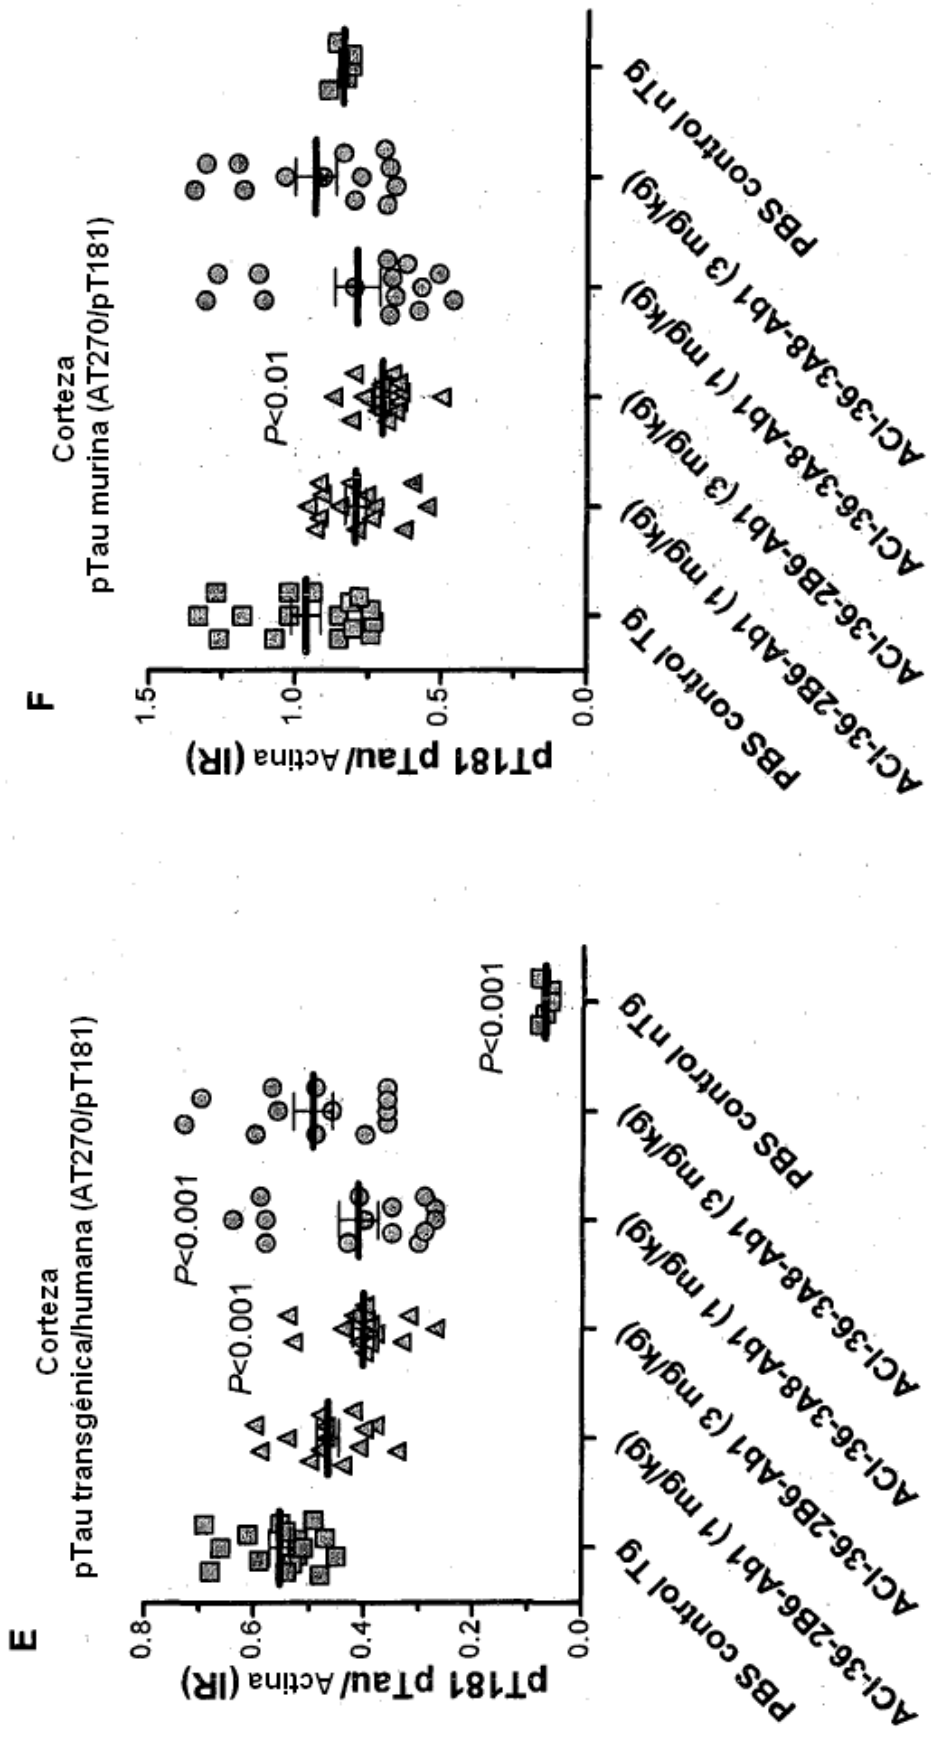 E
Corteza
pTau transgénica/humana (AT270/pT181)
pT181 pTau/Actina (IR)
0.8
0.6
0.4
0.2
0.0
P<0.001
P<0.001
P<0.001
PBS control Tg
ACI-36-2B6-Ab1 (1 mg/kg)
ACI-36-2B6-Ab1 (3 mg/kg)
ACI-36-3A8-Ab1 (1 mg/kg)
ACI-36-3A8-Ab1 (3 mg/kg)
PBS control nTg
F
Corteza
pTau murina (AT270/pT181)
pT181 pTau/Actina (IR)
1.5
1.0
0.5
0.0
P<0.01
PBS control Tg
ACI-36-2B6-Ab1 (1 mg/kg)
ACI-36-2B6-Ab1 (3 mg/kg)
ACI-36-3A8-Ab1 (1 mg/kg)
ACI-36-3A8-Ab1 (3 mg/kg)
PBS control nTg